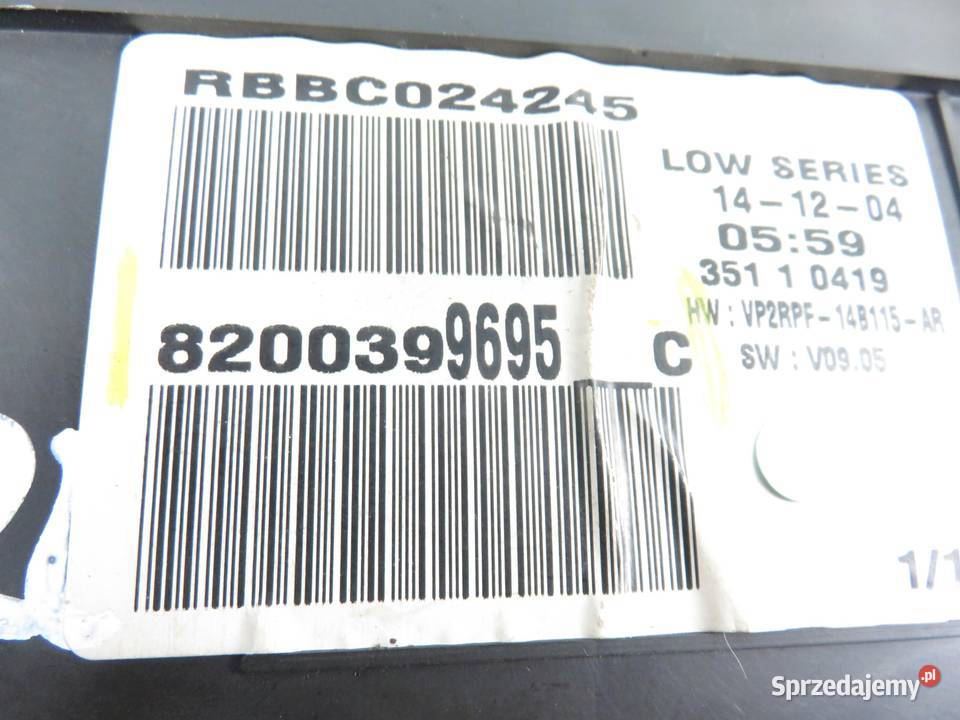 RBBC024245
LOW SERIES
14-12-04
05:59
351 1 0419
HW : VP2RPF-14B115-AR
SW : V09.05
8200399695__C
1/1
Sprzedajemy.pl